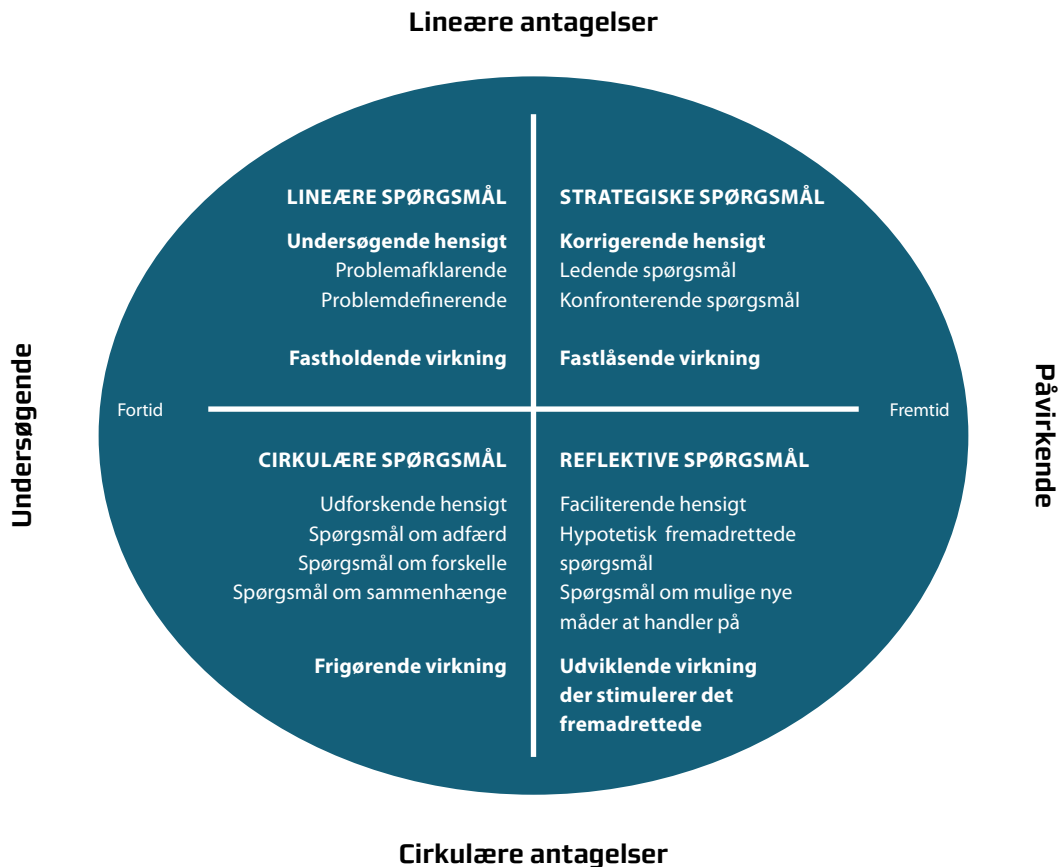 Lineære antagelser
LINEÆRE SPØRGSMÅL
Undersøgende hensigt
Problemafklarende
Problemdefinerende
Fastholdende virkning
STRATEGISKE SPØRGSMÅL
Korrigerende hensigt
Ledende spørgsmål
Konfronterende spørgsmål
Fastlåsende virkning
Undersøgende
Fortid
Fremtid
Påvirkende
CIRKULÆRE SPØRGSMÅL
Udforskende hensigt
Spørgsmål om adfærd
Spørgsmål om forskelle
Spørgsmål om sammenhænge
Frigørende virkning
REFLEKTIVE SPØRGSMÅL
Faciliterende hensigt
Hypotetisk fremadrettede
spørgsmål
Spørgsmål om mulige nye
måder at handler på
Udviklende virkning
der stimulerer det
fremadrettede
Cirkulære antagelser